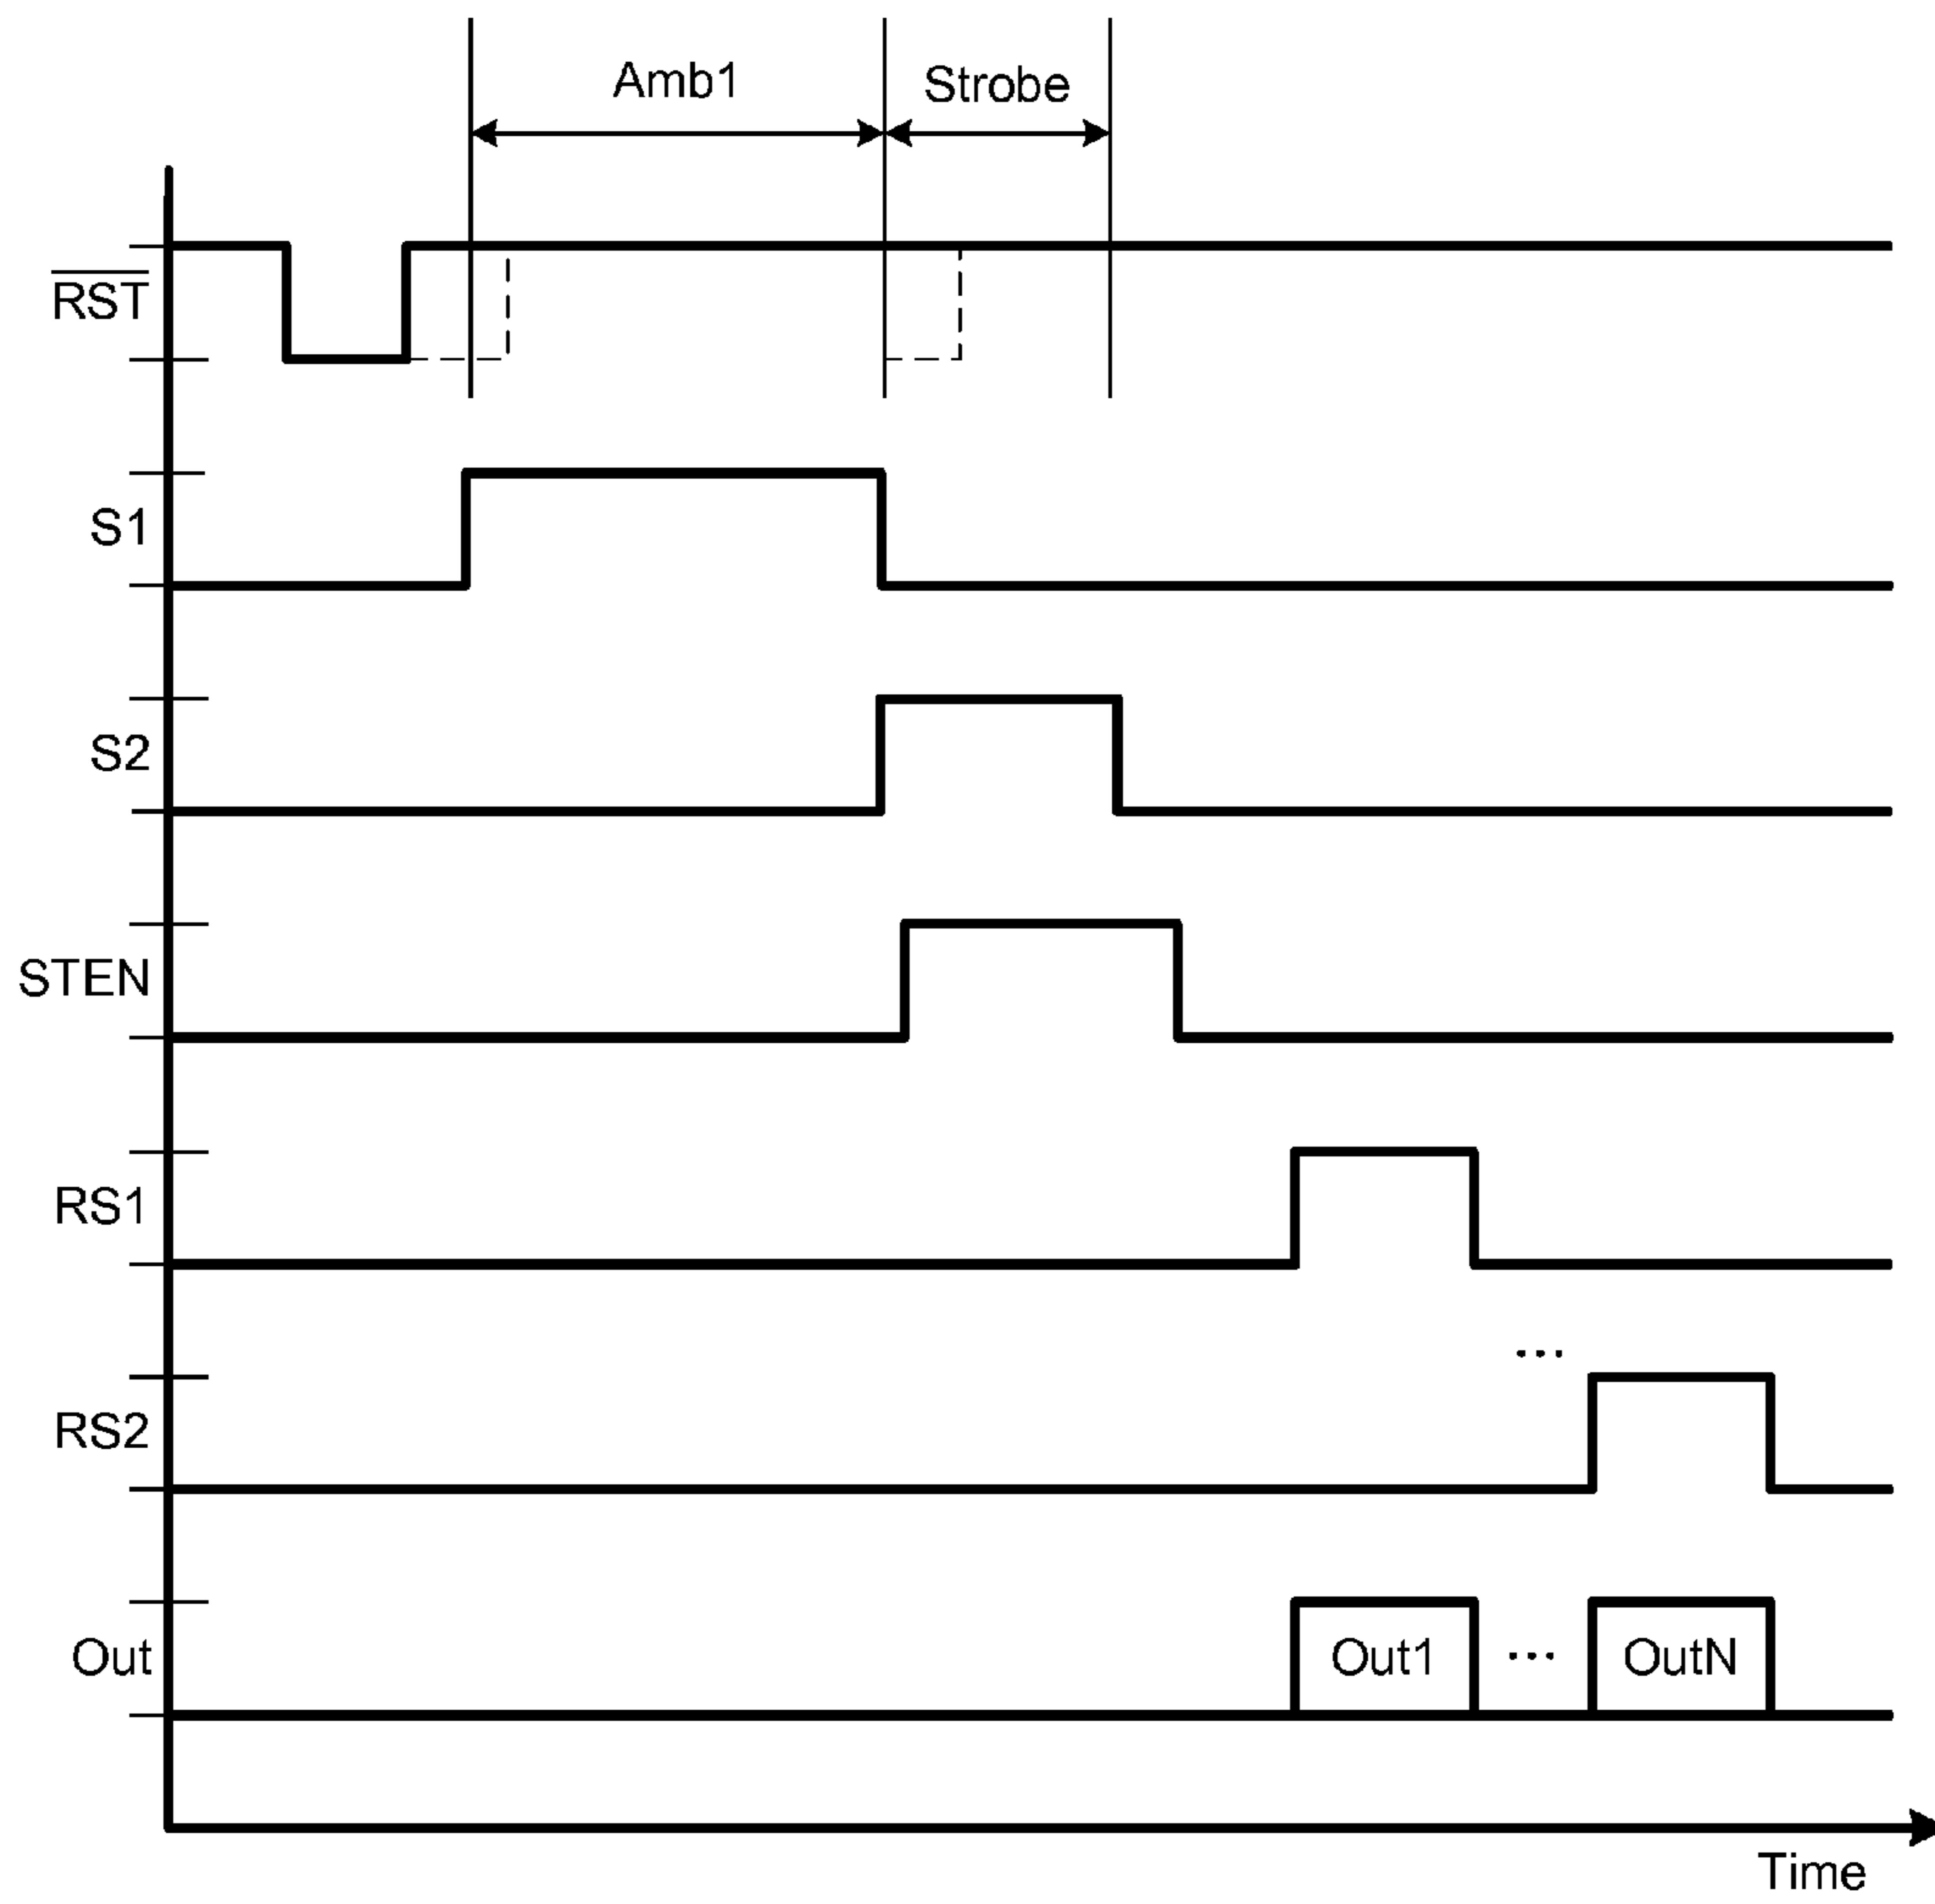 Amb1
Strobe
RST
S1
S2
STEN
RS1
...
RS2
Out
Out1 ... OutN
Time